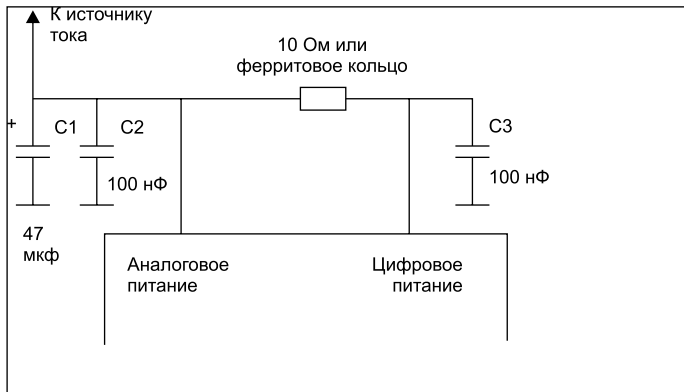 К источнику
тока
10 Ом или
ферритовое кольцо
+
C1
C2
C3
100 нФ
100 нФ
47
мкф
Аналоговое
питание
Цифровое
питание